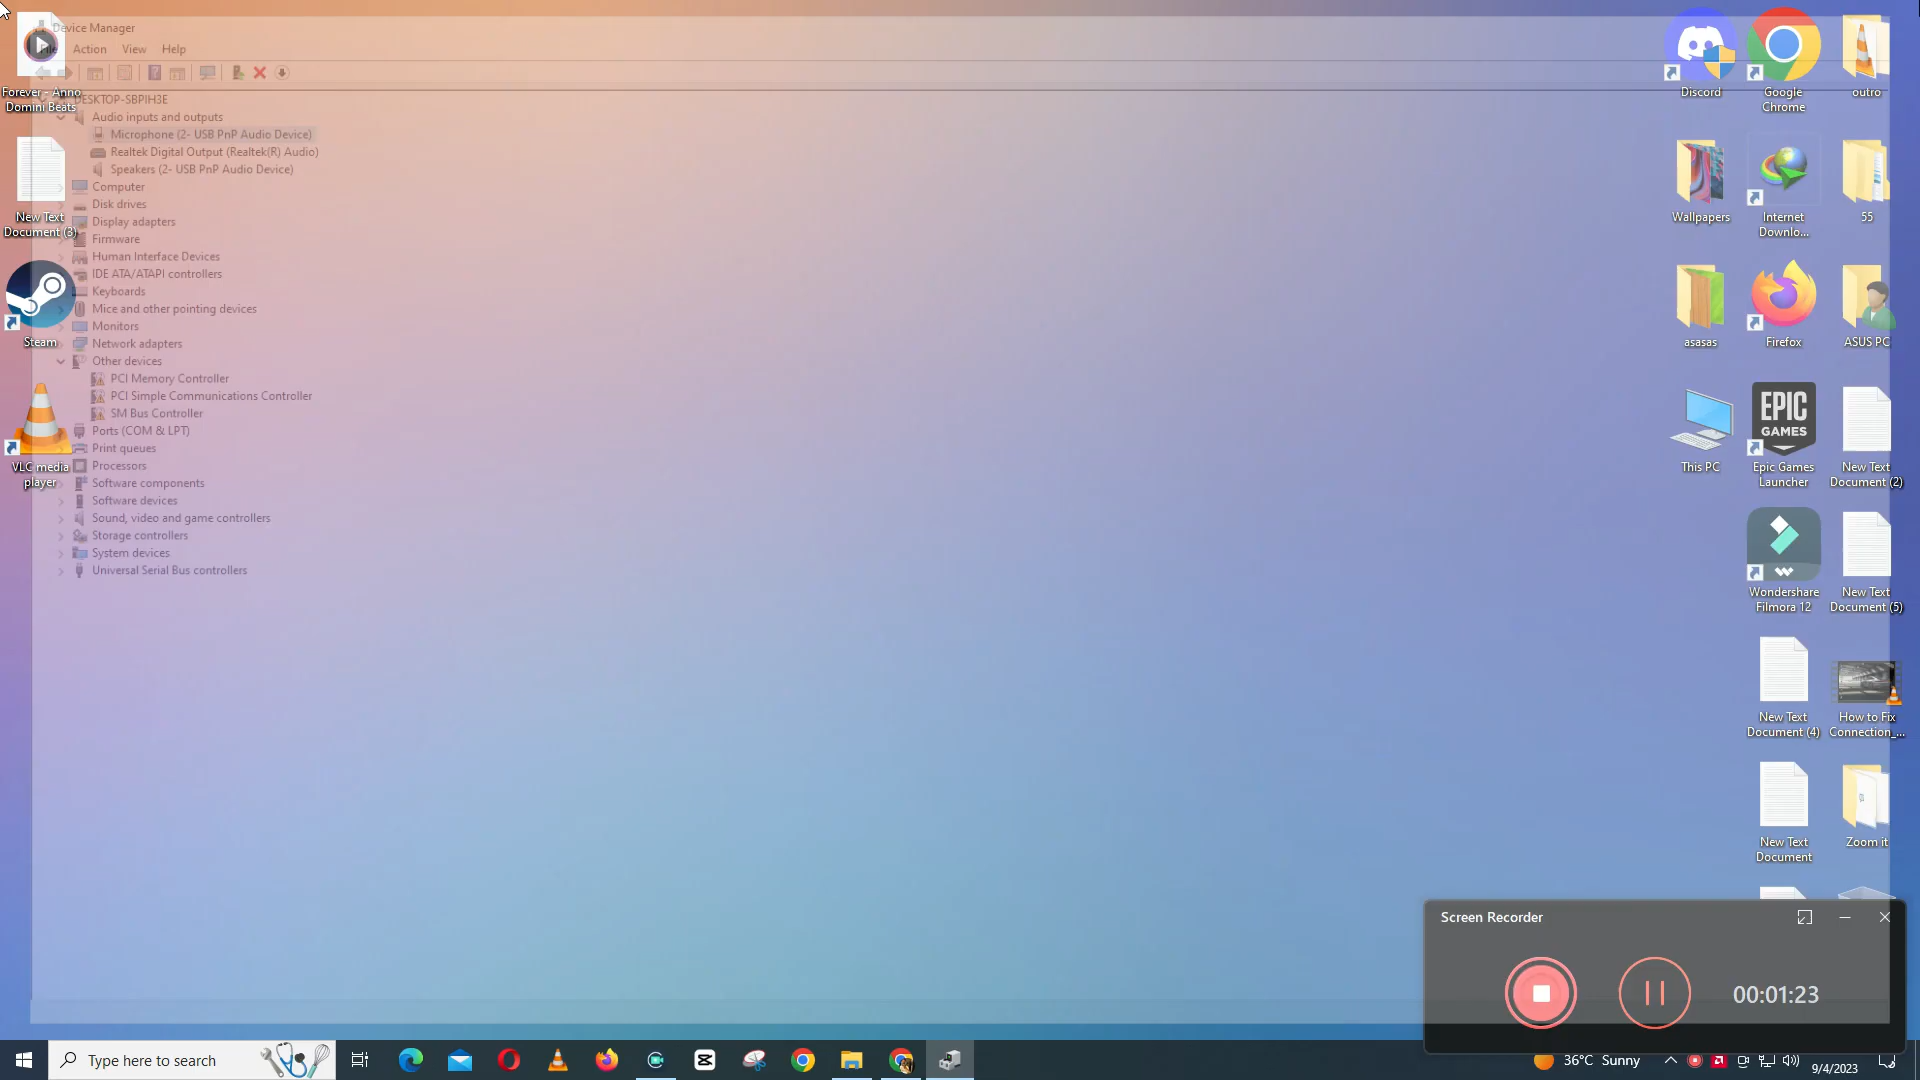 Device Manager
File Action View Help
DESKTOP-SBPIH3E
Audio inputs and outputs
Microphone (2- USB PnP Audio Device)
Realtek Digital Output (Realtek(R) Audio)
Speakers (2- USB PnP Audio Device)
Computer
Disk drives
Display adapters
Firmware
Human Interface Devices
IDE ATA/ATAPI controllers
Keyboards
Mice and other pointing devices
Monitors
Network adapters
Other devices
PCI Memory Controller
PCI Simple Communications Controller
SM Bus Controller
Ports (COM & LPT)
Print queues
Processors
Software components
Software devices
Sound, video and game controllers
Storage controllers
System devices
Universal Serial Bus controllers
Forever - Anno
Domini Beats
New Text
Document (3)
Steam
VLC media
player
Discord
Google
Chrome
outro
Wallpapers
Internet
Downlo...
55
asasas
Firefox
ASUS PC
This PC
EPIC
GAMES
Epic Games
Launcher
New Text
Document (2)
Wondershare
Filmora 12
New Text
Document (5)
New Text
Document (4)
How to Fix
Connection_...
New Text
Document
Zoom it
Screen Recorder
00:01:23
Type here to search
36°C Sunny
9/4/2023